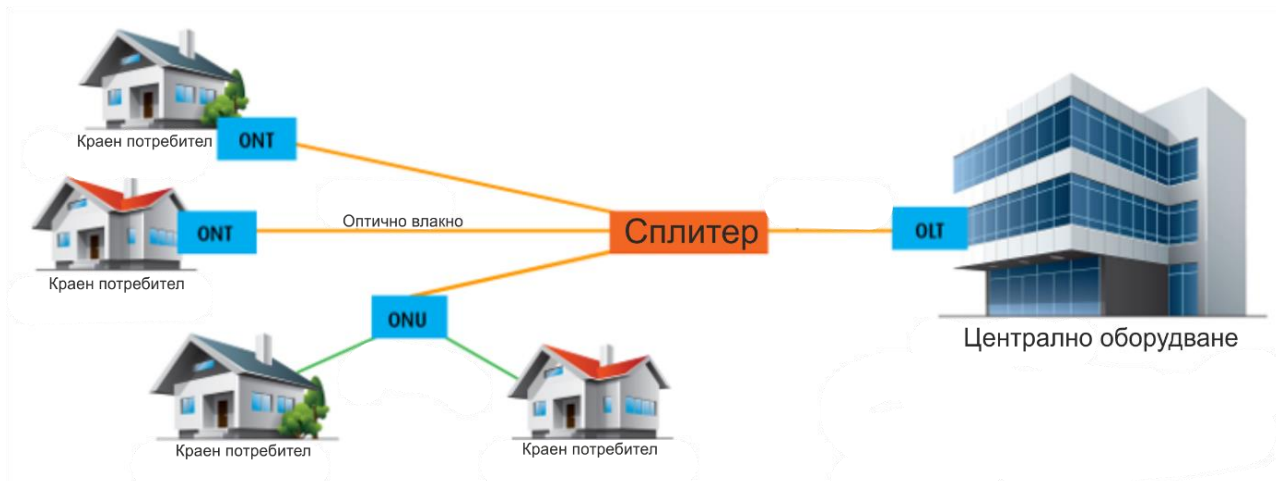 Краен потребител
ONT
Краен потребител
ONT
Оптично влакно
Сплитер
OLT
Централно оборудване
ONU
Краен потребител
Краен потребител